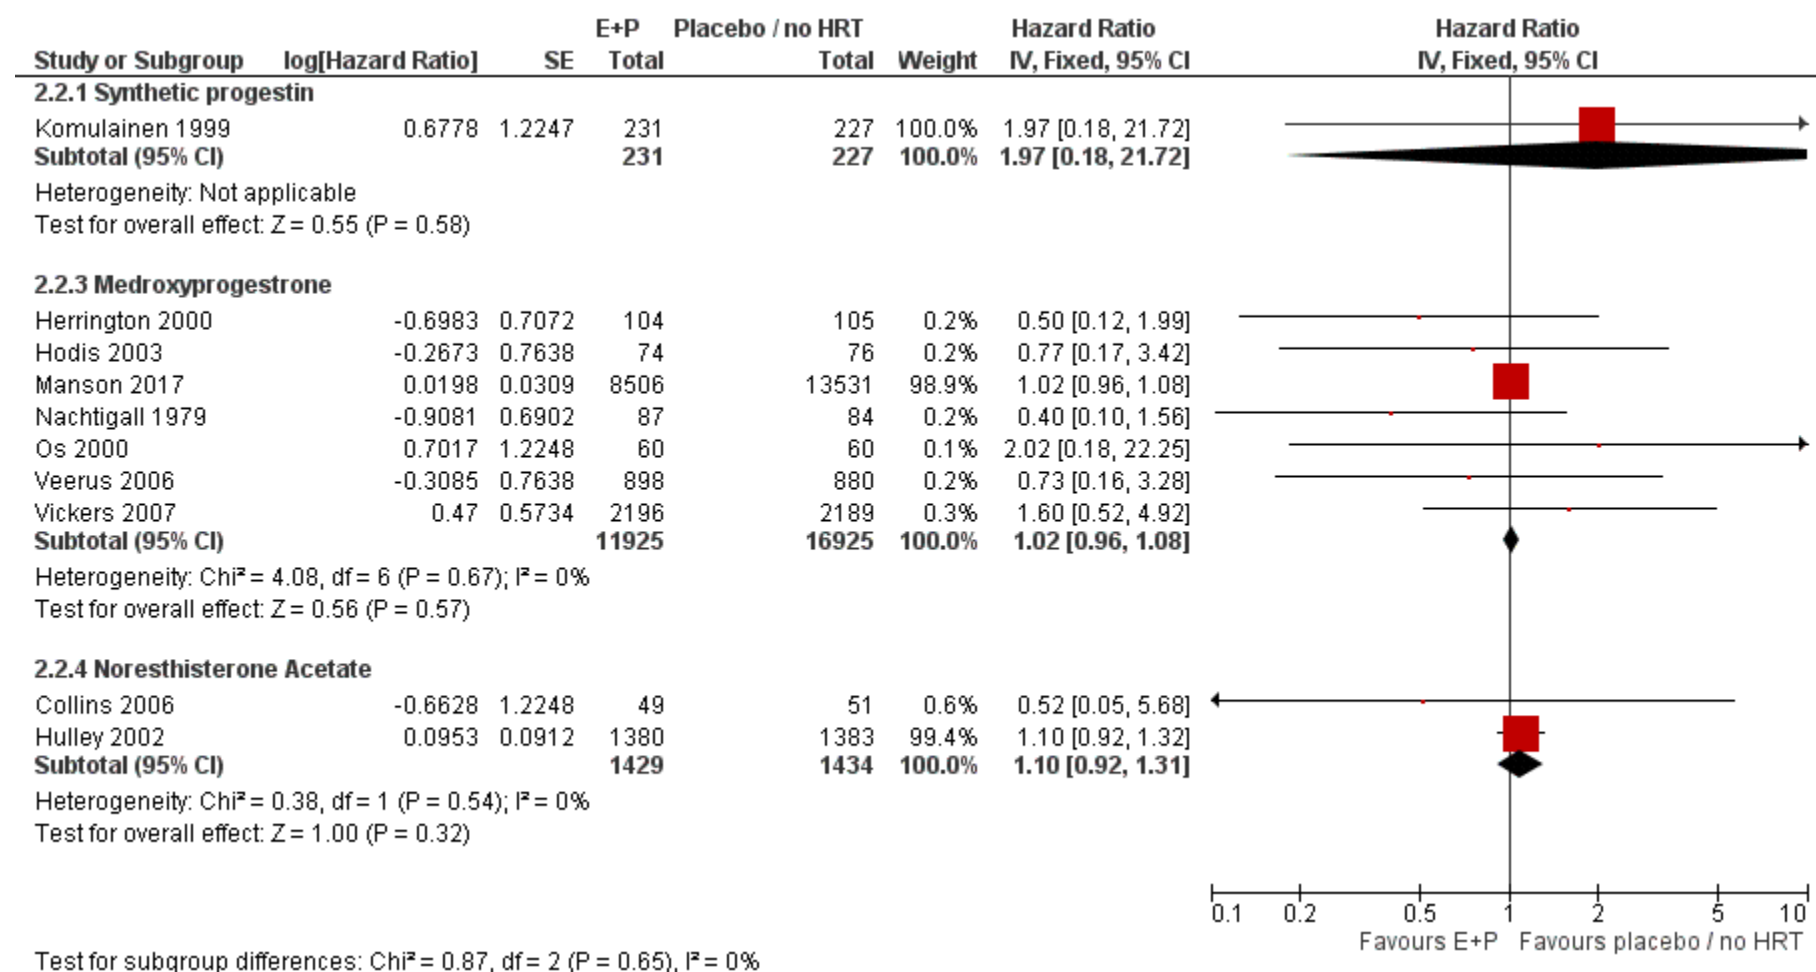 E+P Placebo / no HRT Hazard Ratio Hazard Ratio
Study or Subgroup log[Hazard Ratio] SE Total Total Weight IV, Fixed, 95% CI IV, Fixed, 95% CI
2.2.1 Synthetic progestin
Komulainen 1999 0.6778 1.2247 231 227 100.0% 1.97 [0.18, 21.72]
Subtotal (95% CI) 231 227 100.0% 1.97 [0.18, 21.72]
Heterogeneity: Not applicable
Test for overall effect: Z = 0.55 (P = 0.58)
2.2.3 Medroxyprogestrone
Herrington 2000 -0.6983 0.7072 104 105 0.2% 0.50 [0.12, 1.99]
Hodis 2003 -0.2673 0.7638 74 76 0.2% 0.77 [0.17, 3.42]
Manson 2017 0.0198 0.0309 8506 13531 98.9% 1.02 [0.96, 1.08]
Nachtigall 1979 -0.9081 0.6902 87 84 0.2% 0.40 [0.10, 1.56]
Os 2000 0.7017 1.2248 60 60 0.1% 2.02 [0.18, 22.25]
Veerus 2006 -0.3085 0.7638 898 880 0.2% 0.73 [0.16, 3.28]
Vickers 2007 0.47 0.5734 2196 2189 0.3% 1.60 [0.52, 4.92]
Subtotal (95% CI) 11925 16925 100.0% 1.02 [0.96, 1.08]
Heterogeneity: Chi² = 4.08, df = 6 (P = 0.67); I² = 0%
Test for overall effect: Z = 0.56 (P = 0.57)
2.2.4 Noresthisterone Acetate
Collins 2006 -0.6628 1.2248 49 51 0.6% 0.52 [0.05, 5.68]
Hulley 2002 0.0953 0.0912 1380 1383 99.4% 1.10 [0.92, 1.32]
Subtotal (95% CI) 1429 1434 100.0% 1.10 [0.92, 1.31]
Heterogeneity: Chi² = 0.38, df = 1 (P = 0.54); I² = 0%
Test for overall effect: Z = 1.00 (P = 0.32)
0.1 0.2 0.5 1 2 5 10
Favours E+P Favours placebo / no HRT
Test for subgroup differences: Chi² = 0.87, df = 2 (P = 0.65), I² = 0%